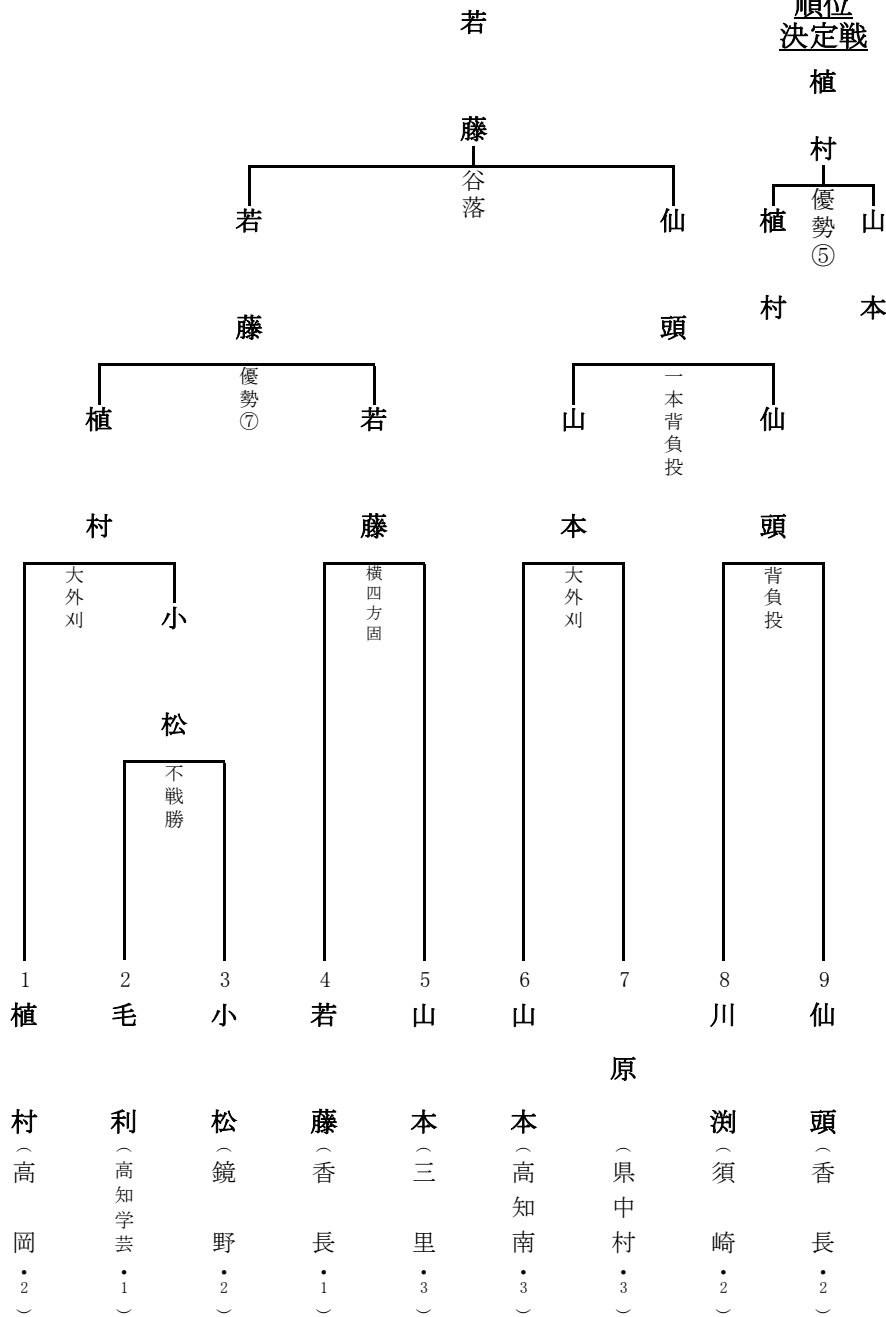 順位
決定戦
若藤
谷落
若藤
仙頭
植村
優勢⑤
植村
山本
優勢⑦
植村
若藤
一本背負投
山本
仙頭
大外刈
小松
横四方固
大外刈
背負投
不戦勝
1
植村
（高岡・2）
2
毛利
（高知学芸・1）
3
小松
（鏡野・2）
4
若藤
（香長・1）
5
山本
（三里・3）
6
山本
（高知南・3）
7
原
（県中村・3）
8
川渕
（須崎・2）
9
仙頭
（香長・2）